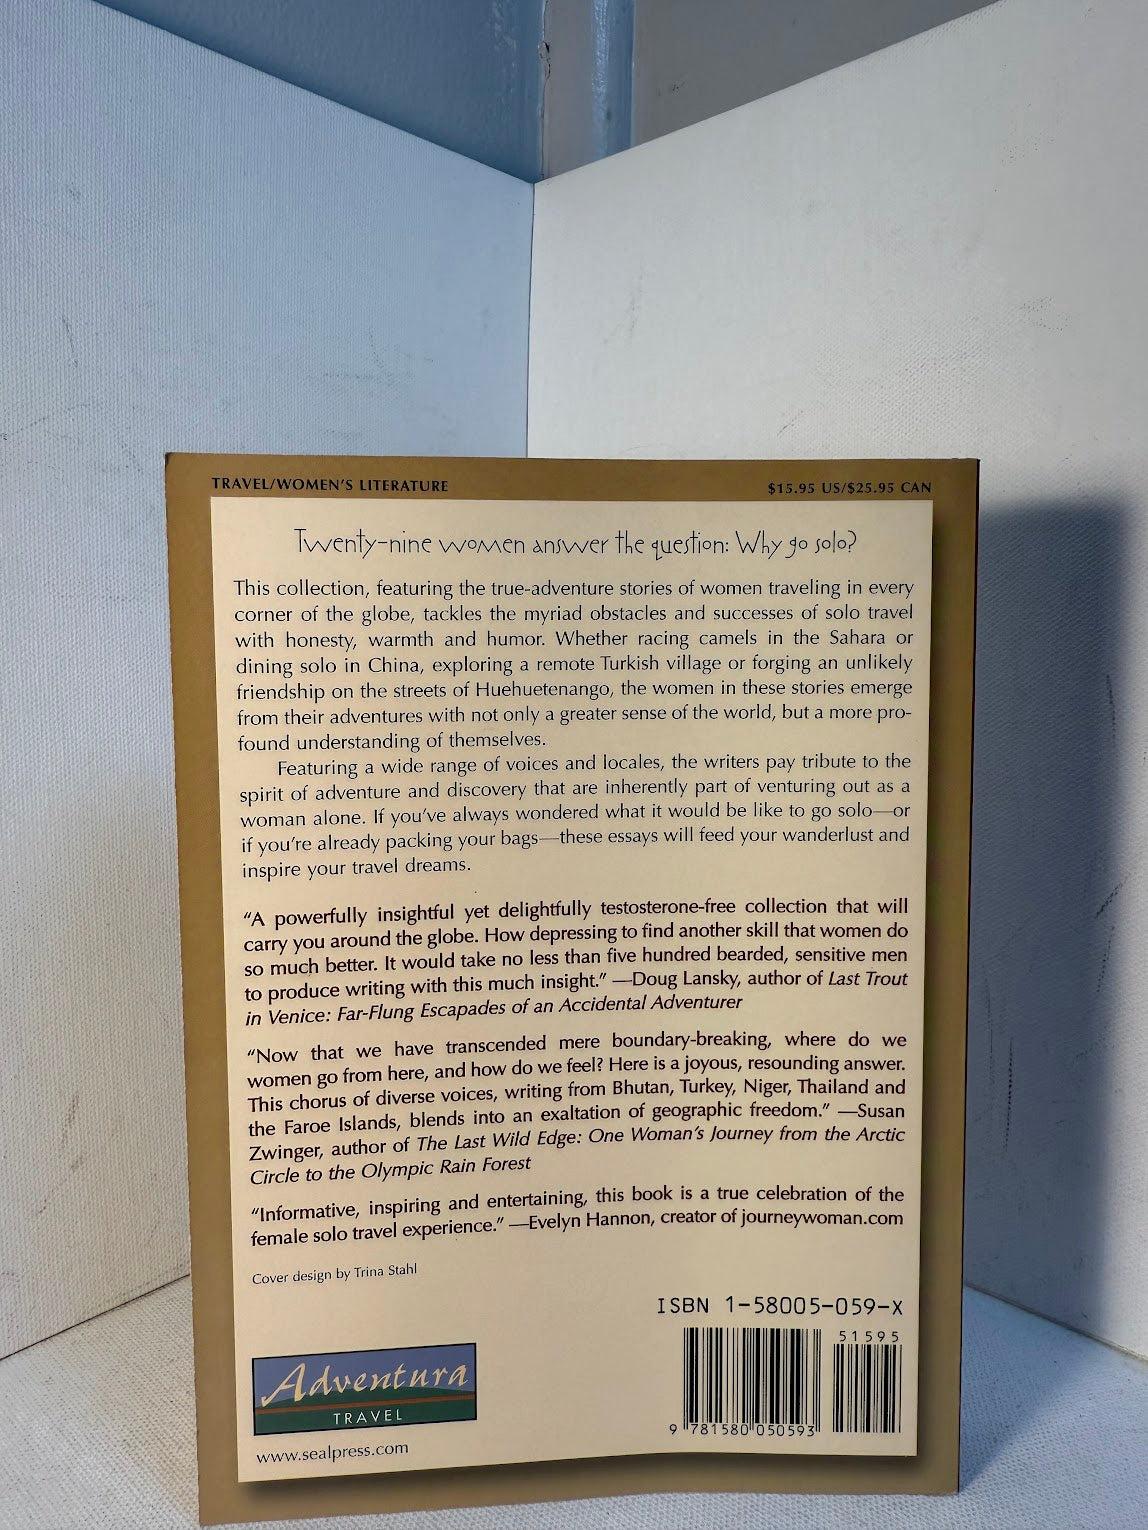 TRAVEL/WOMEN'S LITERATURE
$15.95 US/$25.95 CAN
Twenty-nine women answer the question: Why go solo?
This collection, featuring the true-adventure stories of women traveling in every
corner of the globe, tackles the myriad obstacles and successes of solo travel
with honesty, warmth and humor. Whether racing camels in the Sahara or
dining solo in China, exploring a remote Turkish village or forging an unlikely
friendship on the streets of Huehuetenango, the women in these stories emerge
from their adventures with not only a greater sense of the world, but a more pro-
found understanding of themselves.
Featuring a wide range of voices and locales, the writers pay tribute to the
spirit of adventure and discovery that are inherently part of venturing out as a
woman alone. If you've always wondered what it would be like to go solo—or
if you're already packing your bags—these essays will feed your wanderlust and
inspire your travel dreams.
"A powerfully insightful yet delightfully testosterone-free collection that will
carry you around the globe. How depressing to find another skill that women do
so much better. It would take no less than five hundred bearded, sensitive men
to produce writing with this much insight." —Doug Lansky, author of Last Trout
in Venice: Far-Flung Escapades of an Accidental Adventurer
"Now that we have transcended mere boundary-breaking, where do we
women go from here, and how do we feel? Here is a joyous, resounding answer.
This chorus of diverse voices, writing from Bhutan, Turkey, Niger, Thailand and
the Faroe Islands, blends into an exaltation of geographic freedom." —Susan
Zwinger, author of The Last Wild Edge: One Woman's Journey from the Arctic
Circle to the Olympic Rain Forest
"Informative, inspiring and entertaining, this book is a true celebration of the
female solo travel experience." —Evelyn Hannon, creator of journeywoman.com
Cover design by Trina Stahl
ISBN 1-58005-059-X
51595
9 781580 050593
Adventura
TRAVEL
www.sealpress.com